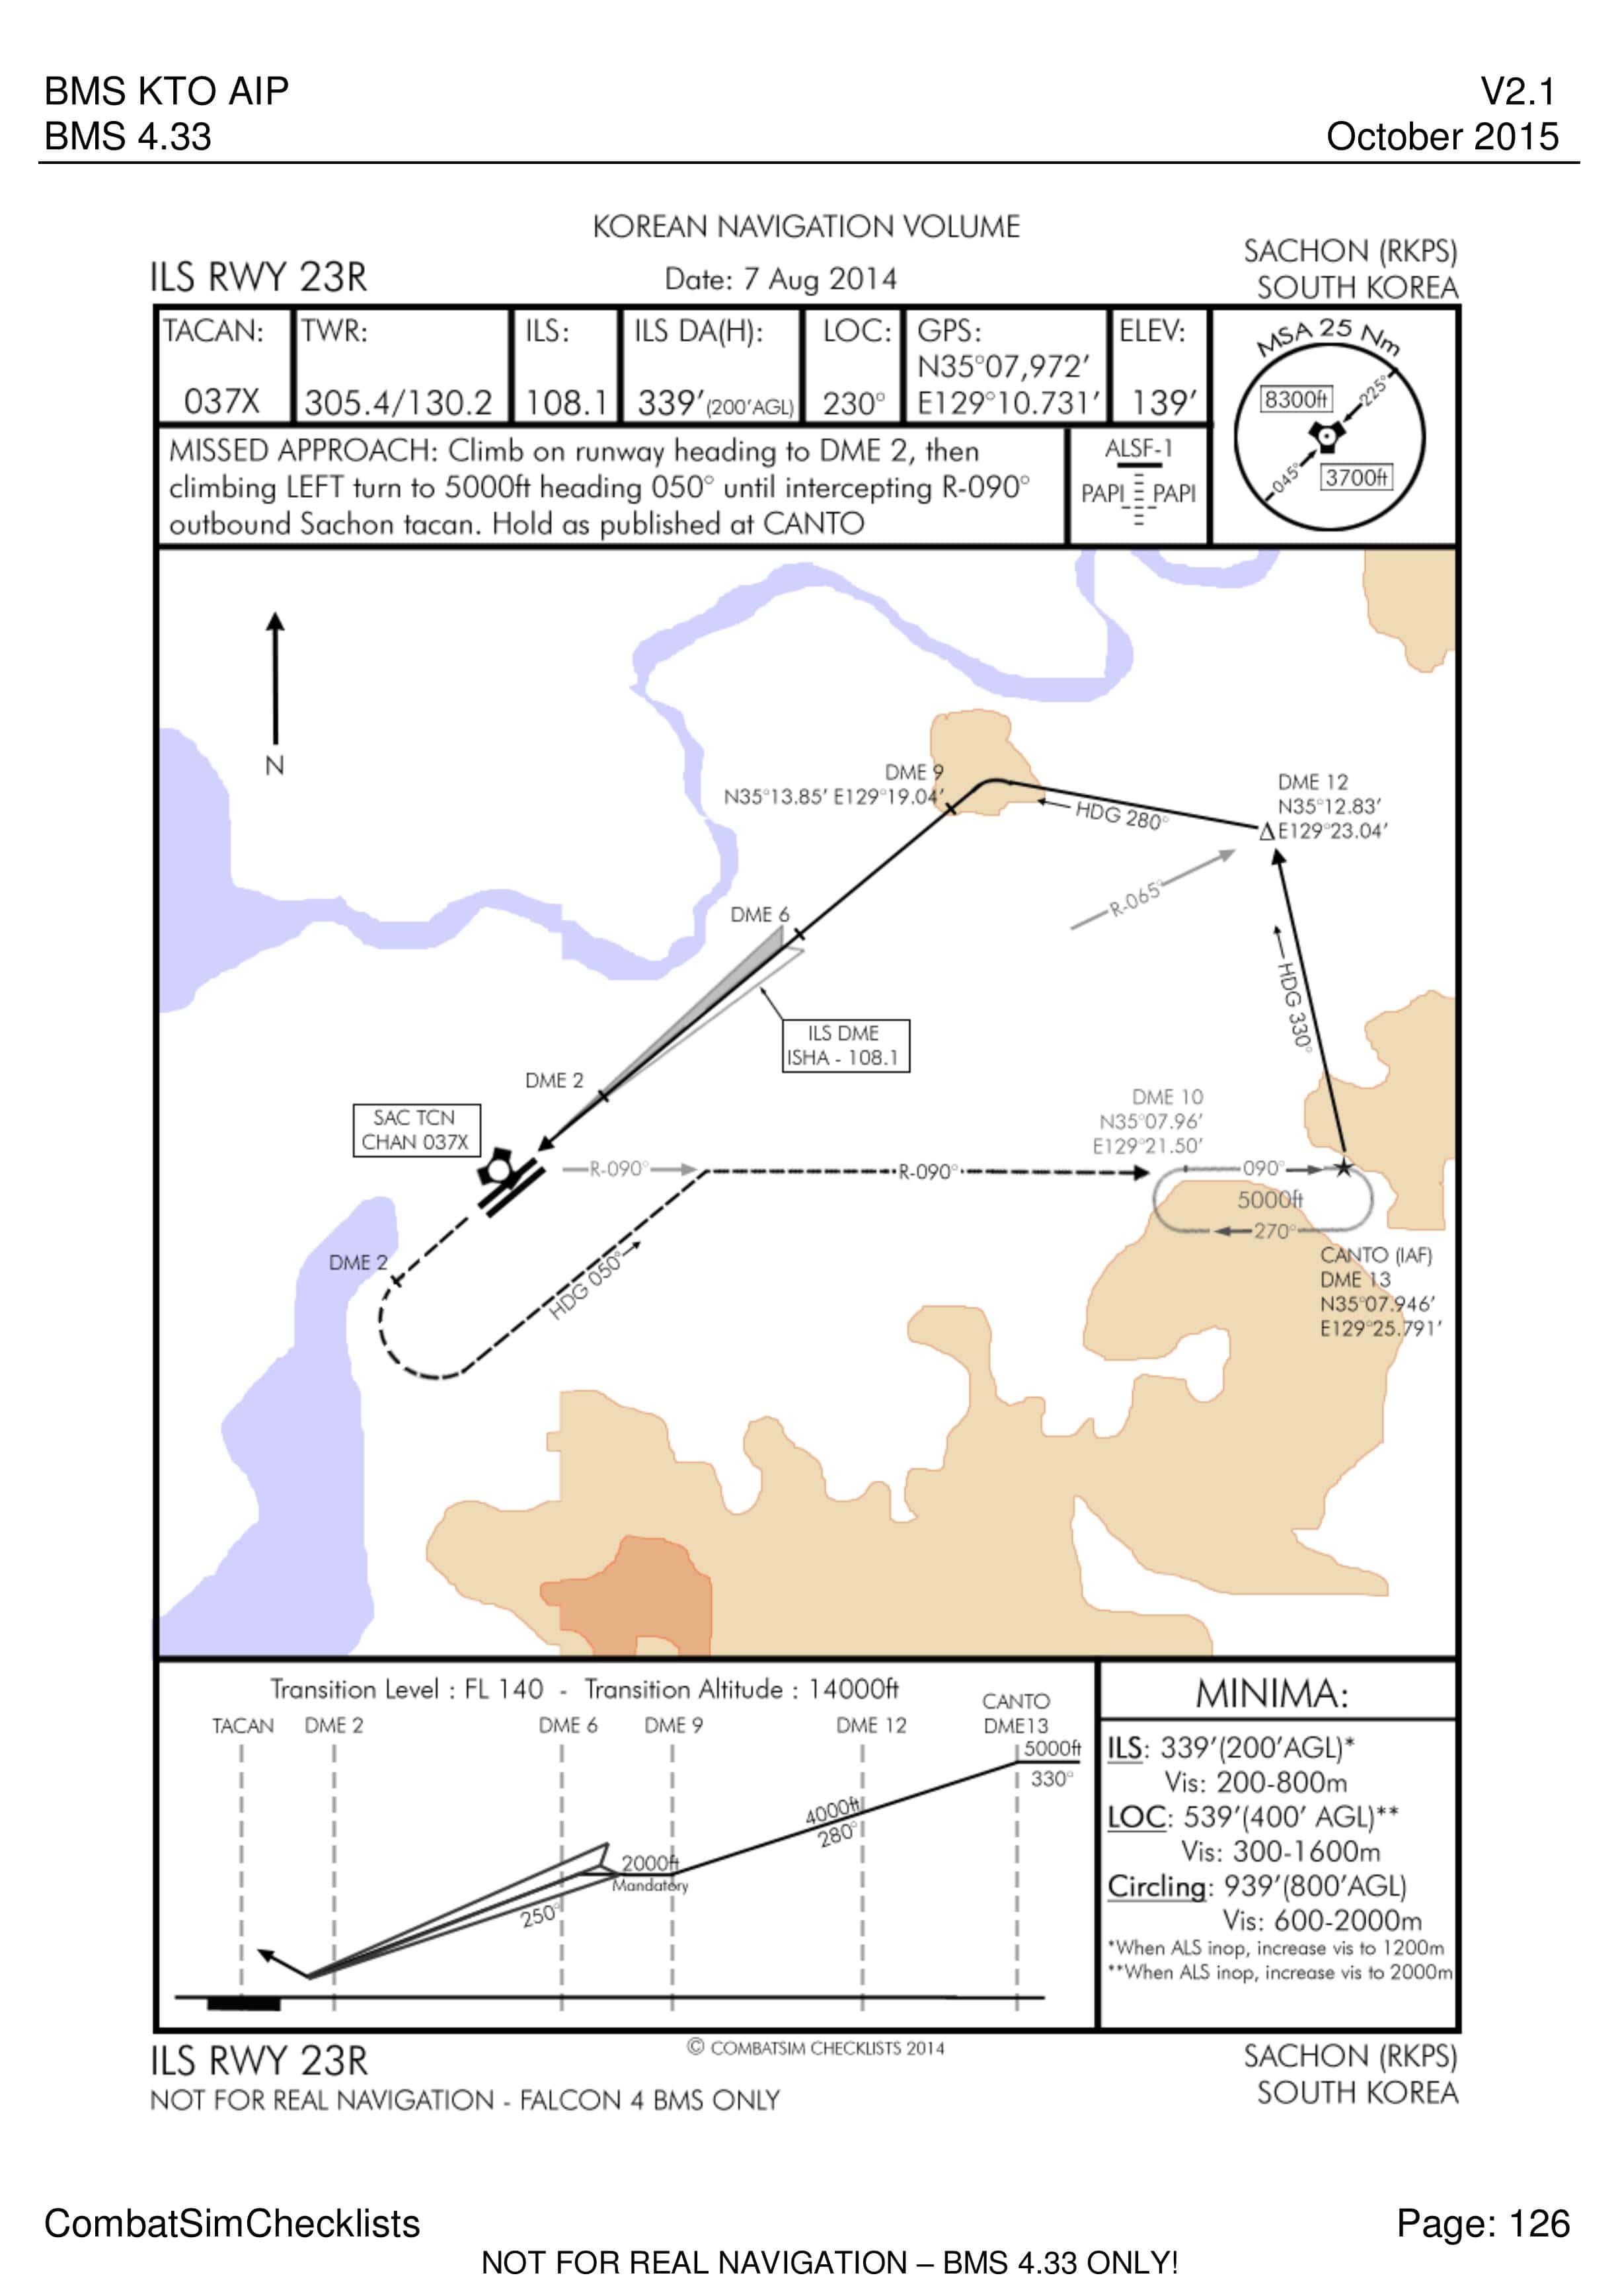 BMS KTO AIP
V2.1
BMS 4.33
October 2015
KOREAN NAVIGATION VOLUME
ILS RWY 23R
Date: 7 Aug 2014
SACHON (RKPS)
SOUTH KOREA
TACAN:
037X
TWR:
305.4/130.2
ILS:
108.1
ILS DA(H):
339'(200'AGL)
LOC:
230°
GPS:
N35°07,972'
E129°10.731'
ELEV:
139'
MSA 25 Nm
8300ft
225°
045°
3700ft
MISSED APPROACH: Climb on runway heading to DME 2, then
climbing LEFT turn to 5000ft heading 050° until intercepting R-090°
outbound Sachon tacan. Hold as published at CANTO
ALSF-1
PAPI PAPI
N
DME 9
N35°13.85' E129°19.04'
HDG 280°
DME 12
N35°12.83'
E129°23.04'
R-065°
DME 6
HDG 330°
ILS DME
ISHA - 108.1
DME 2
SAC TCN
CHAN 037X
DME 10
N35°07.96'
E129°21.50'
R-090°
R-090°
090°
5000ft
270°
DME 2
HDG 050°
CANTO (IAF)
DME 13
N35°07.946'
E129°25.791'
Transition Level : FL 140 - Transition Altitude : 14000ft
TACAN
DME 2
DME 6
DME 9
DME 12
CANTO
DME13
5000ft
330°
4000ft
280°
2000ft
Mandatory
250°
MINIMA:
ILS: 339'(200'AGL)*
Vis: 200-800m
LOC: 539'(400' AGL)**
Vis: 300-1600m
Circling: 939'(800'AGL)
Vis: 600-2000m
*When ALS inop, increase vis to 1200m
**When ALS inop, increase vis to 2000m
ILS RWY 23R
© COMBATSIM CHECKLISTS 2014
SACHON (RKPS)
NOT FOR REAL NAVIGATION - FALCON 4 BMS ONLY
SOUTH KOREA
CombatSimChecklists
Page: 126
NOT FOR REAL NAVIGATION – BMS 4.33 ONLY!